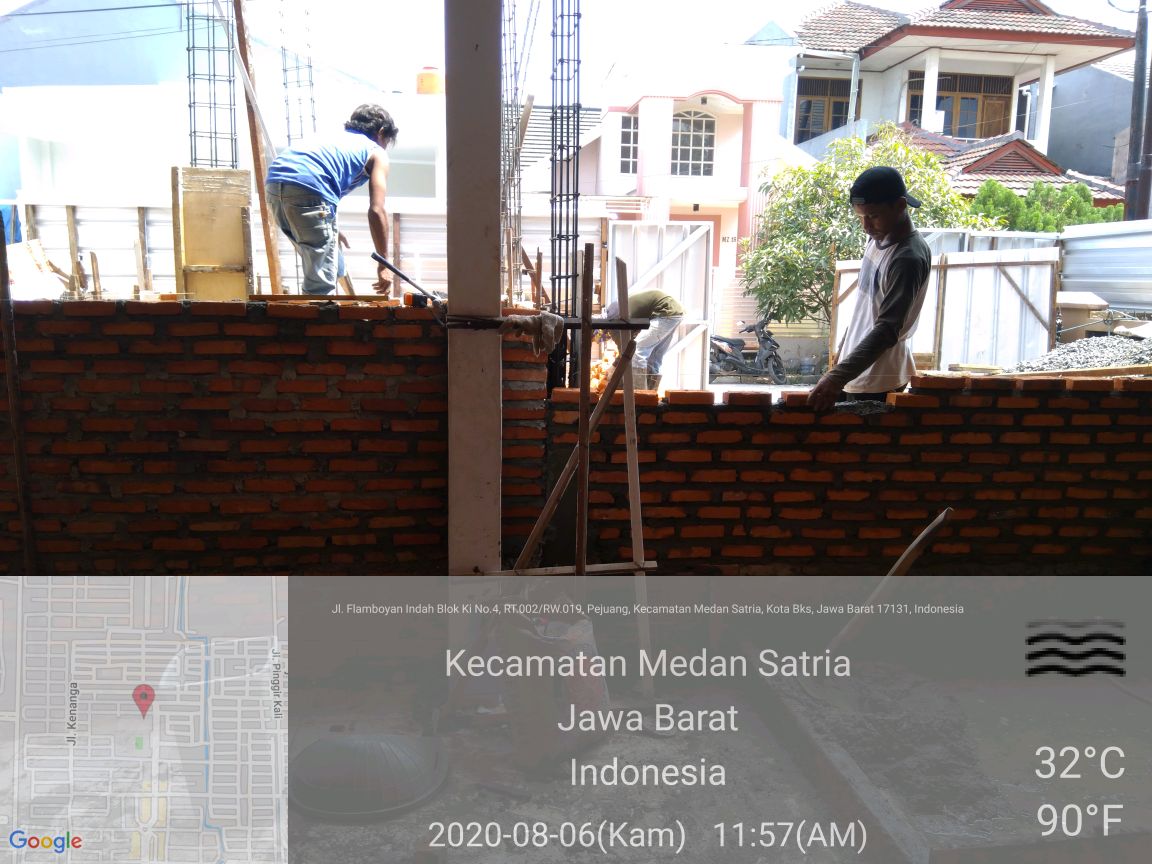 MZ 18
Jl. Flamboyan Indah Blok Ki No.4, RT.002/RW.019, Pejuang, Kecamatan Medan Satria, Kota Bks, Jawa Barat 17131, Indonesia
Kecamatan Medan Satria
Jawa Barat
Indonesia
2020-08-06(Kam) 11:57(AM)
32°C
90°F
Jl. Kenanga
Jl. Pinggir Kali
Google